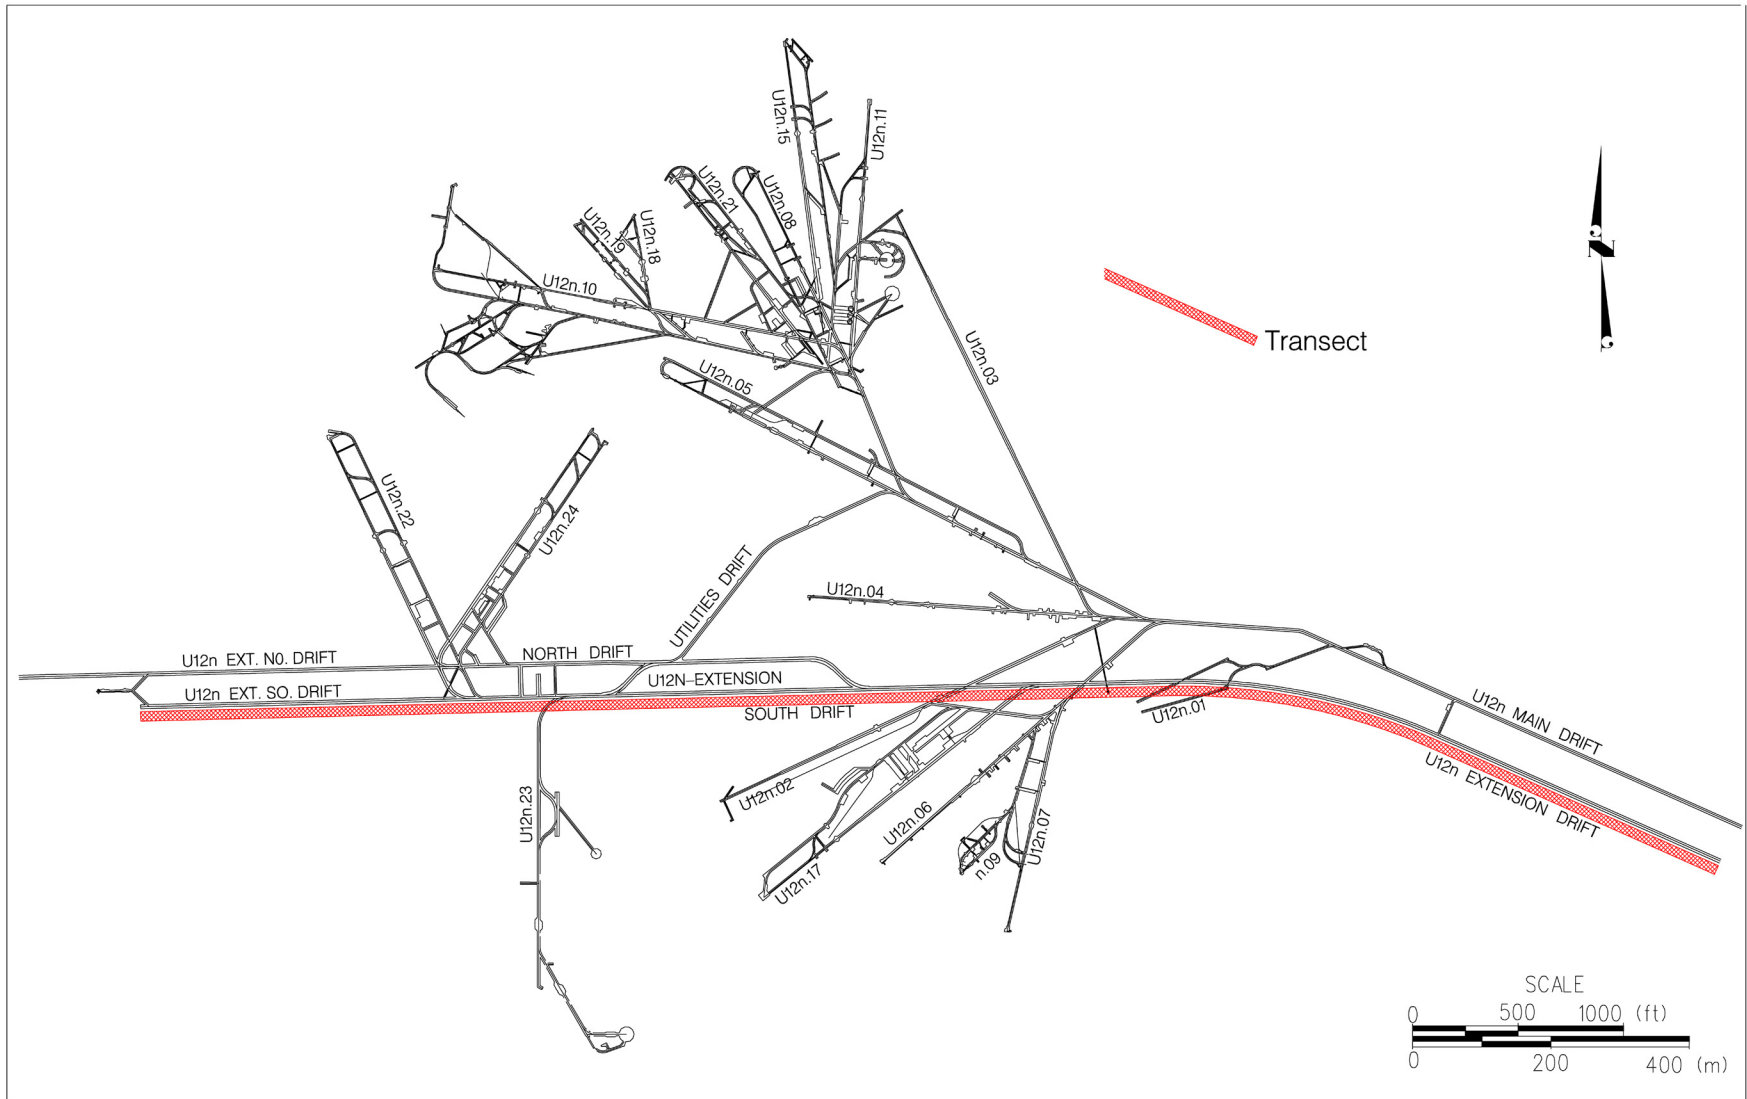 U12n.15
U12n.11
U12n.21
U12n.08
U12n.19
U12n.18
U12n.10
N
Transect
U12n.03
U12n.05
U12n.22
U12n.24
UTILITIES DRIFT
U12n.04
U12n EXT. N0. DRIFT
NORTH DRIFT
U12n EXT. SO. DRIFT
U12N-EXTENSION
SOUTH DRIFT
U12n.01
U12n MAIN DRIFT
U12n EXTENSION DRIFT
U12n.02
U12n.23
U12n.06
U12n.07
n.09
U12n.17
SCALE
0 500 1000 (ft)
0 200 400 (m)